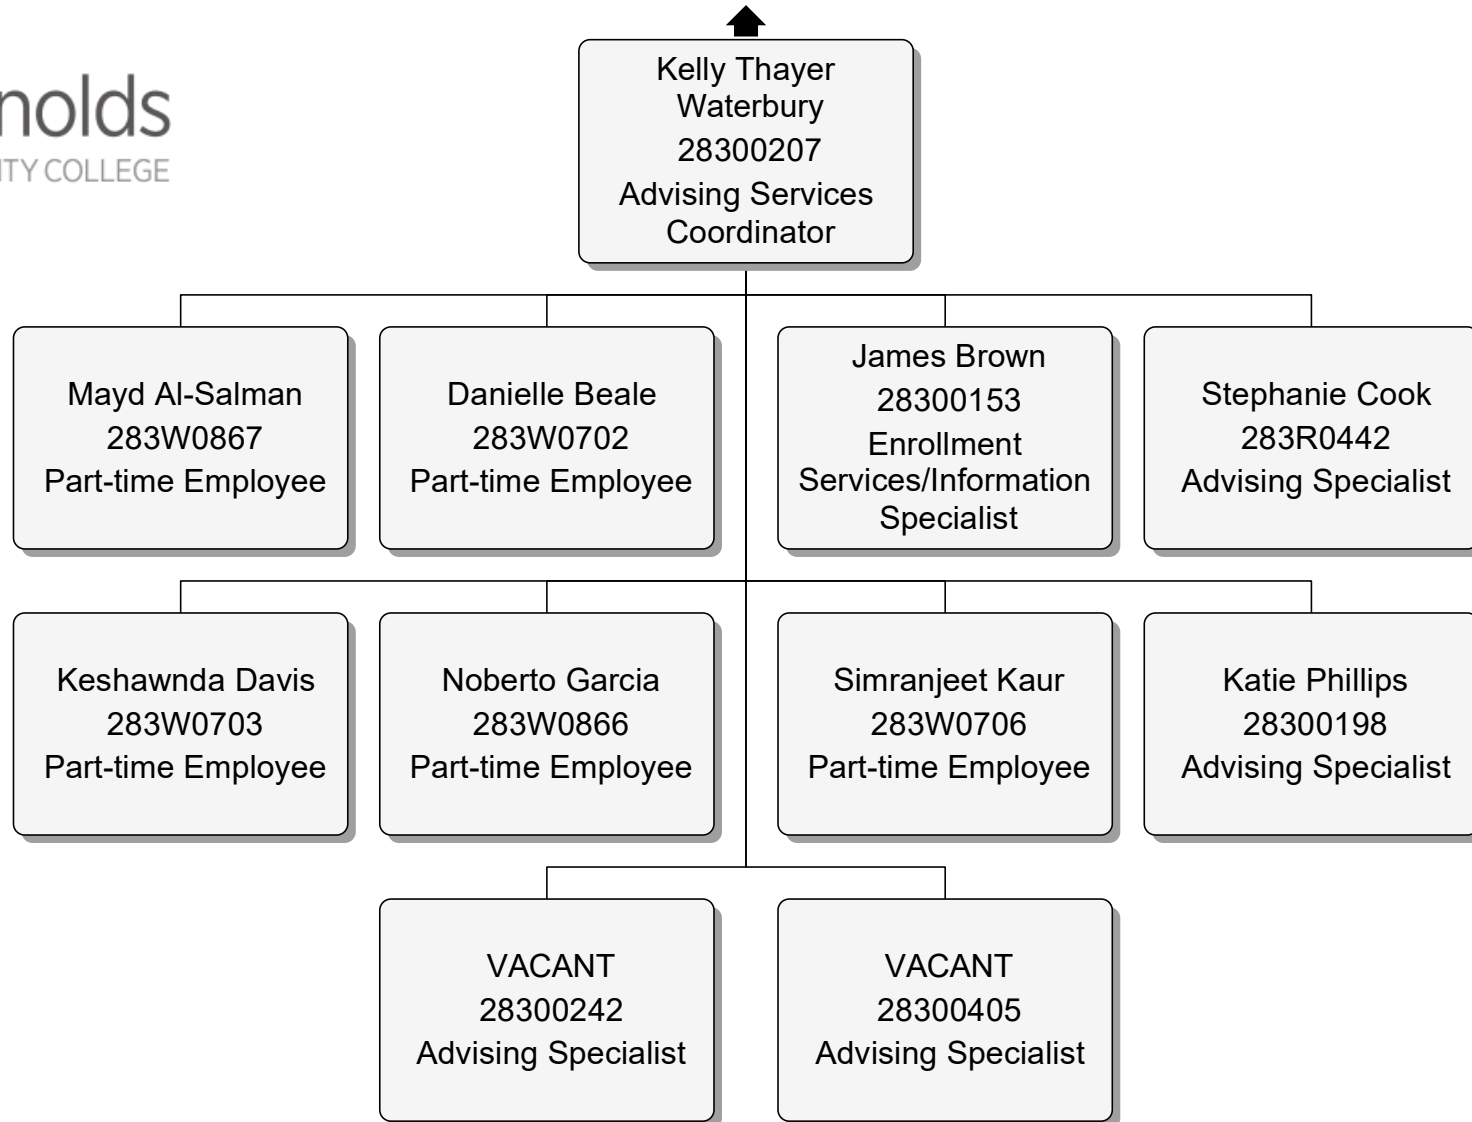 nolds
ITY COLLEGE
Kelly Thayer
Waterbury
28300207
Advising Services
Coordinator
Mayd Al-Salman
283W0867
Part-time Employee
Danielle Beale
283W0702
Part-time Employee
James Brown
28300153
Enrollment
Services/Information
Specialist
Stephanie Cook
283R0442
Advising Specialist
Keshawnda Davis
283W0703
Part-time Employee
Noberto Garcia
283W0866
Part-time Employee
Simranjeet Kaur
283W0706
Part-time Employee
Katie Phillips
28300198
Advising Specialist
VACANT
28300242
Advising Specialist
VACANT
28300405
Advising Specialist